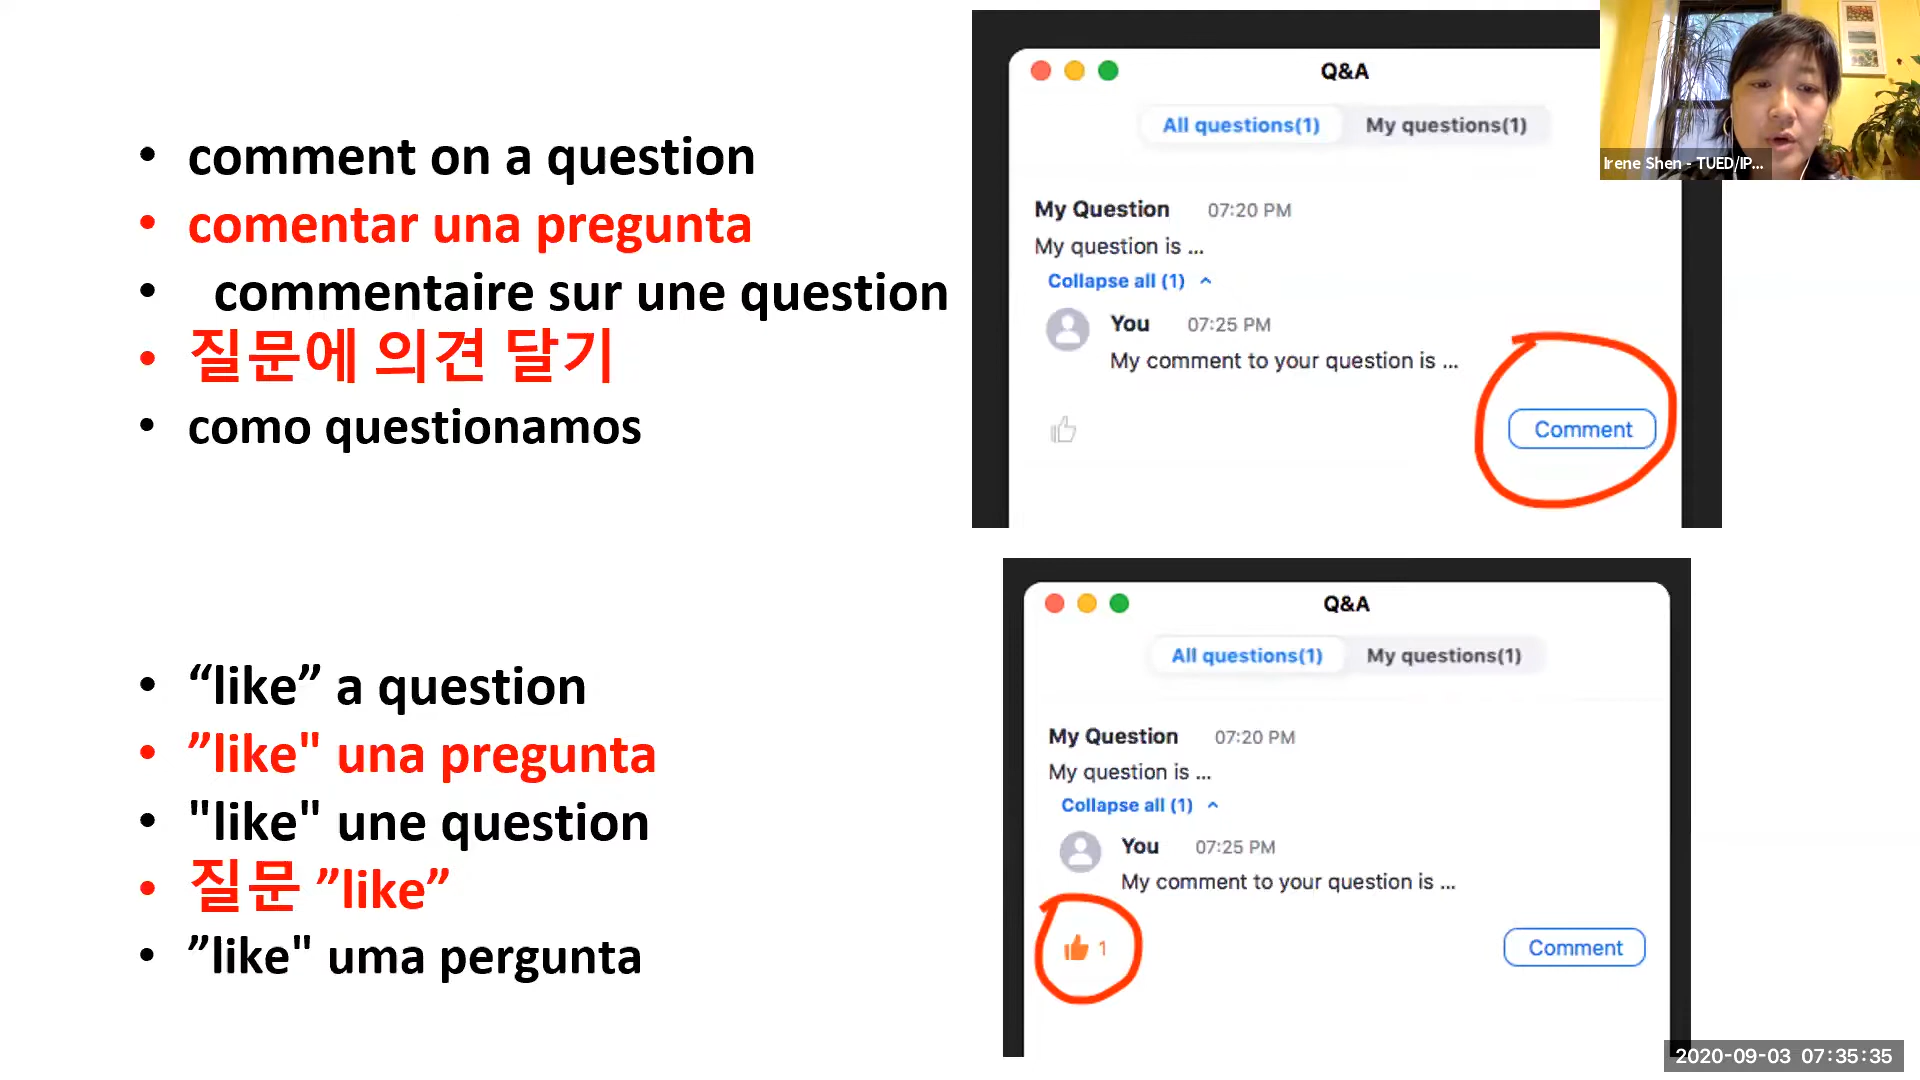 • comment on a question
• comentar una pregunta
• commentaire sur une question
• 질문에 의견 달기
• como questionamos
Q&A
All questions(1) My questions(1)
My Question 07:20 PM
My question is ...
Collapse all (1)
You 07:25 PM
My comment to your question is ...
Comment
Irene Shen - TUED/IP...
• “like” a question
• ”like" una pregunta
• "like" une question
• 질문 ”like”
• ”like" uma pergunta
Q&A
All questions(1) My questions(1)
My Question 07:20 PM
My question is ...
Collapse all (1)
You 07:25 PM
My comment to your question is ...
1
Comment
2020-09-03 07:35:35